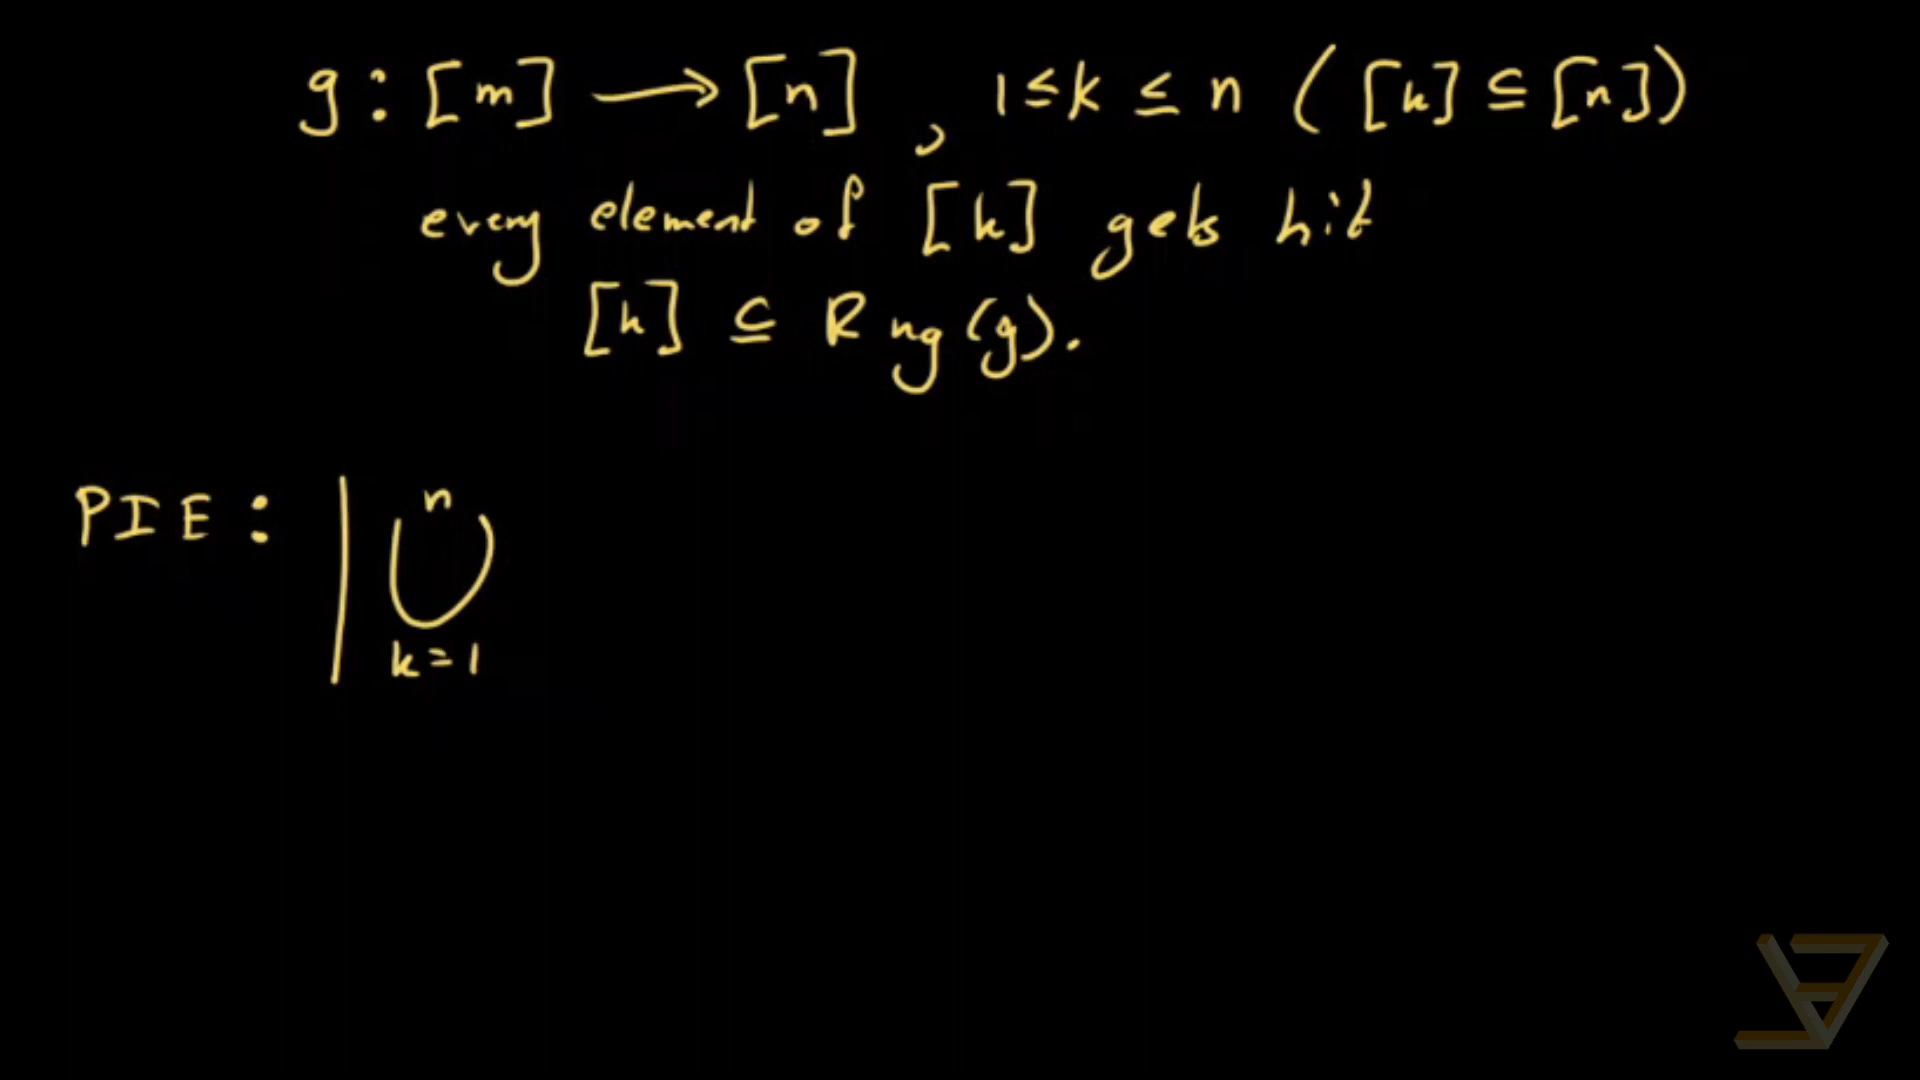 g : [m] ⟶ [n] , 1 ≤ k ≤ n ( [k] ⊆ [n] )
every element of [k] gets hit
[k] ⊆ Rng(g).
PIE : | ⋃
n
k=1